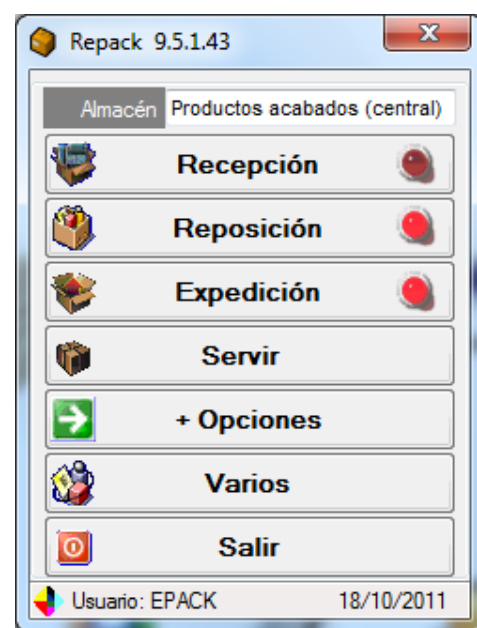 Repack 9.5.1.43
Almacén Productos acabados (central)
Recepción
Reposición
Expedición
Servir
+ Opciones
Varios
Salir
Usuario: EPACK 18/10/2011